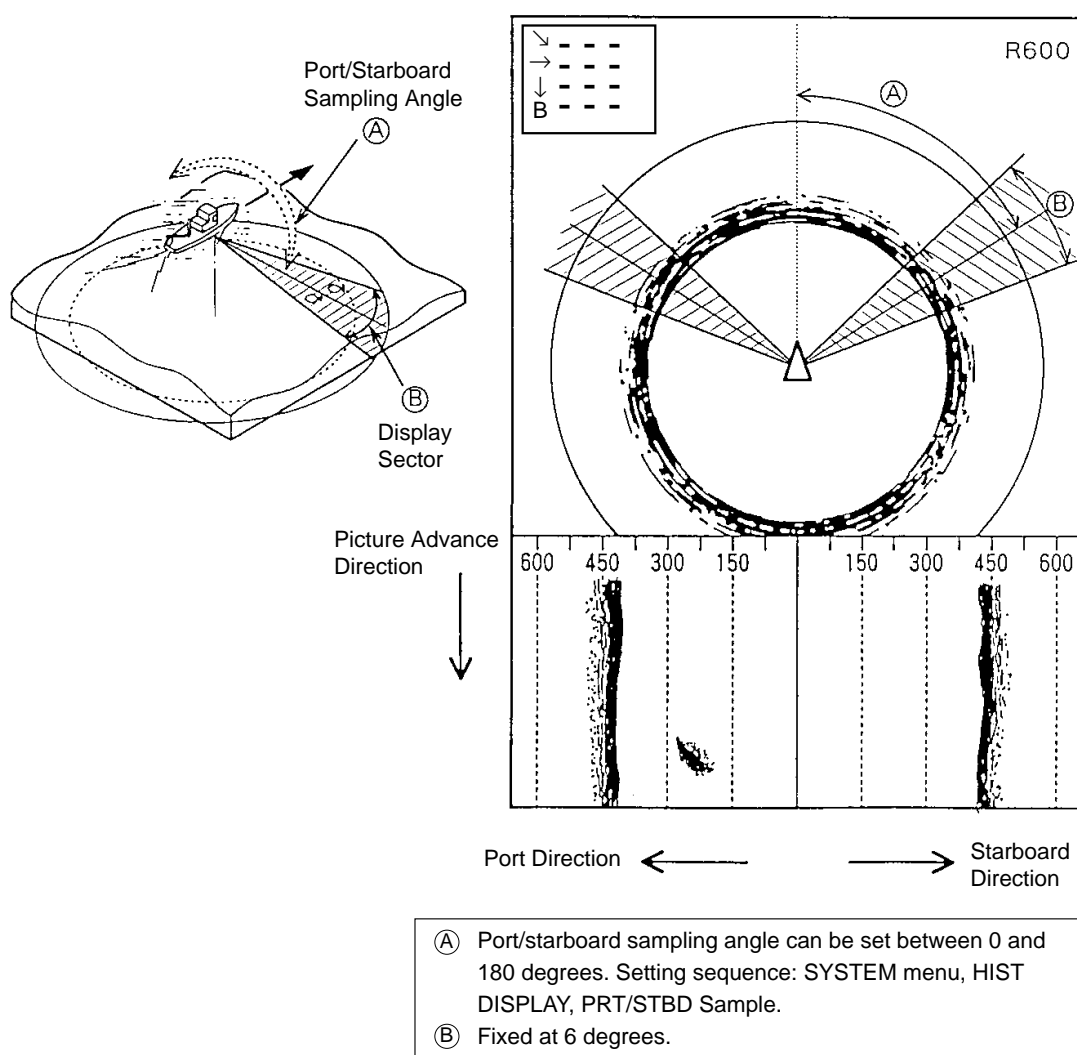 Port/Starboard
Sampling Angle
Ⓐ
Ⓑ
Display
Sector
↘ - - -
→ - - -
↓ - - -
B - - -
R600
Ⓐ
Ⓑ
Picture Advance
Direction
600 450 300 150 150 300 450 600
Port Direction
Starboard
Direction
Ⓐ Port/starboard sampling angle can be set between 0 and
180 degrees. Setting sequence: SYSTEM menu, HIST
DISPLAY, PRT/STBD Sample.
Ⓑ Fixed at 6 degrees.